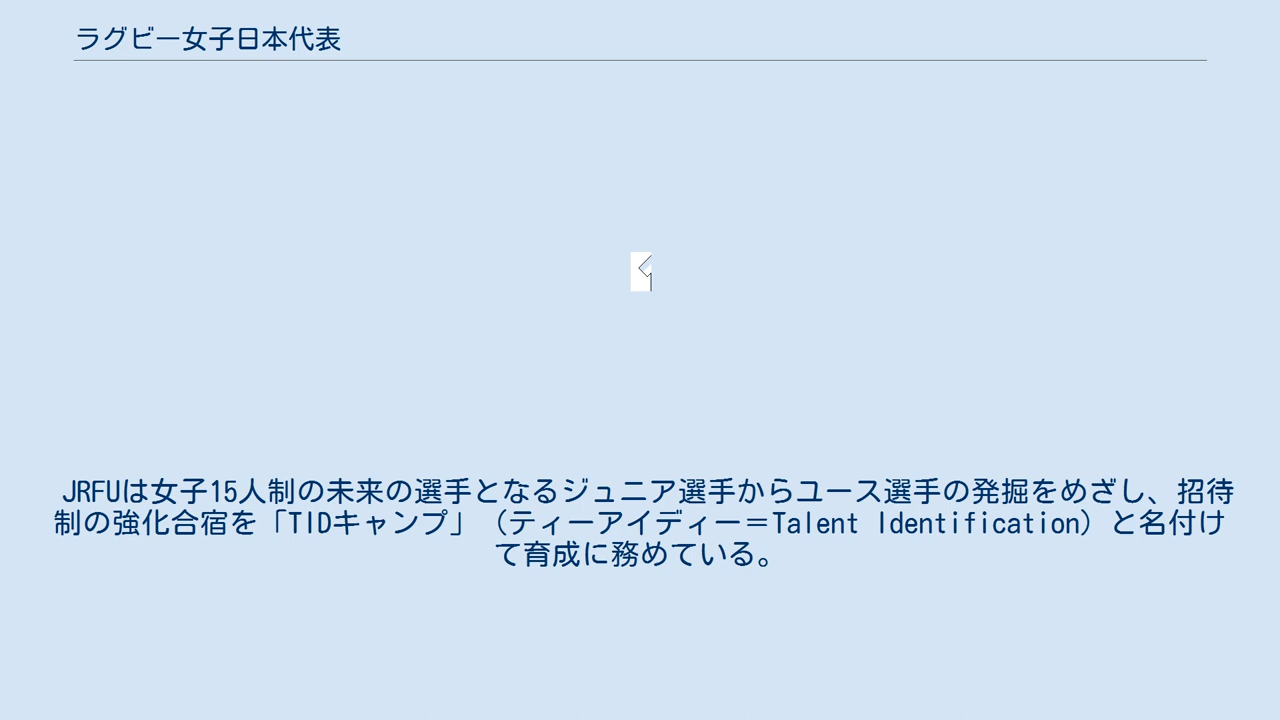 ラグビー女子日本代表
JRFUは女子15人制の未来の選手となるジュニア選手からユース選手の発掘をめざし、招待
制の強化合宿を「TIDキャンプ」（ティーアイディー＝Talent Identification）と名付け
て育成に務めている。